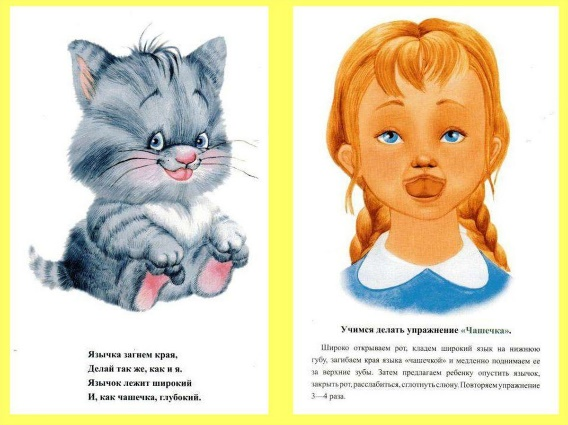 Язычка загнем края,
Делай так же, как и я.
Язычок лежит широкий
И, как чашечка, глубокий.
Учимся делать упражнение «Чашечка».
Широко открываем рот, кладем широкий язык на нижнюю
губу, загибаем края языка «чашечкой» и медленно поднимаем ее
за верхние зубы. Затем предлагаем ребенку опустить язычок,
закрыть рот, расслабиться, сглотнуть слюну. Повторяем упражнение
3—4 раза.